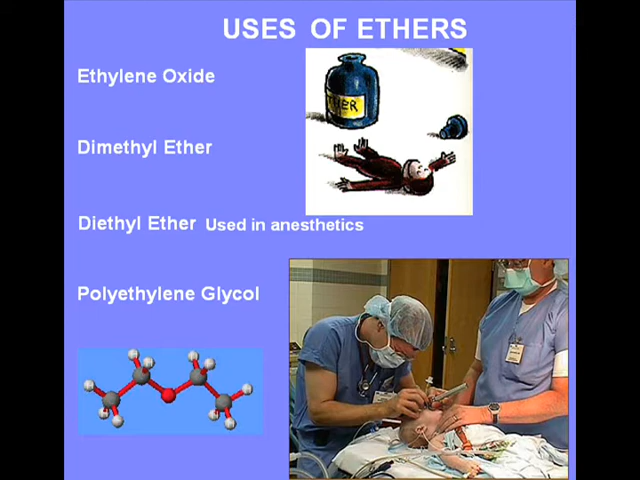 USES OF ETHERS
Ethylene Oxide
Dimethyl Ether
Diethyl Ether Used in anesthetics
Polyethylene Glycol